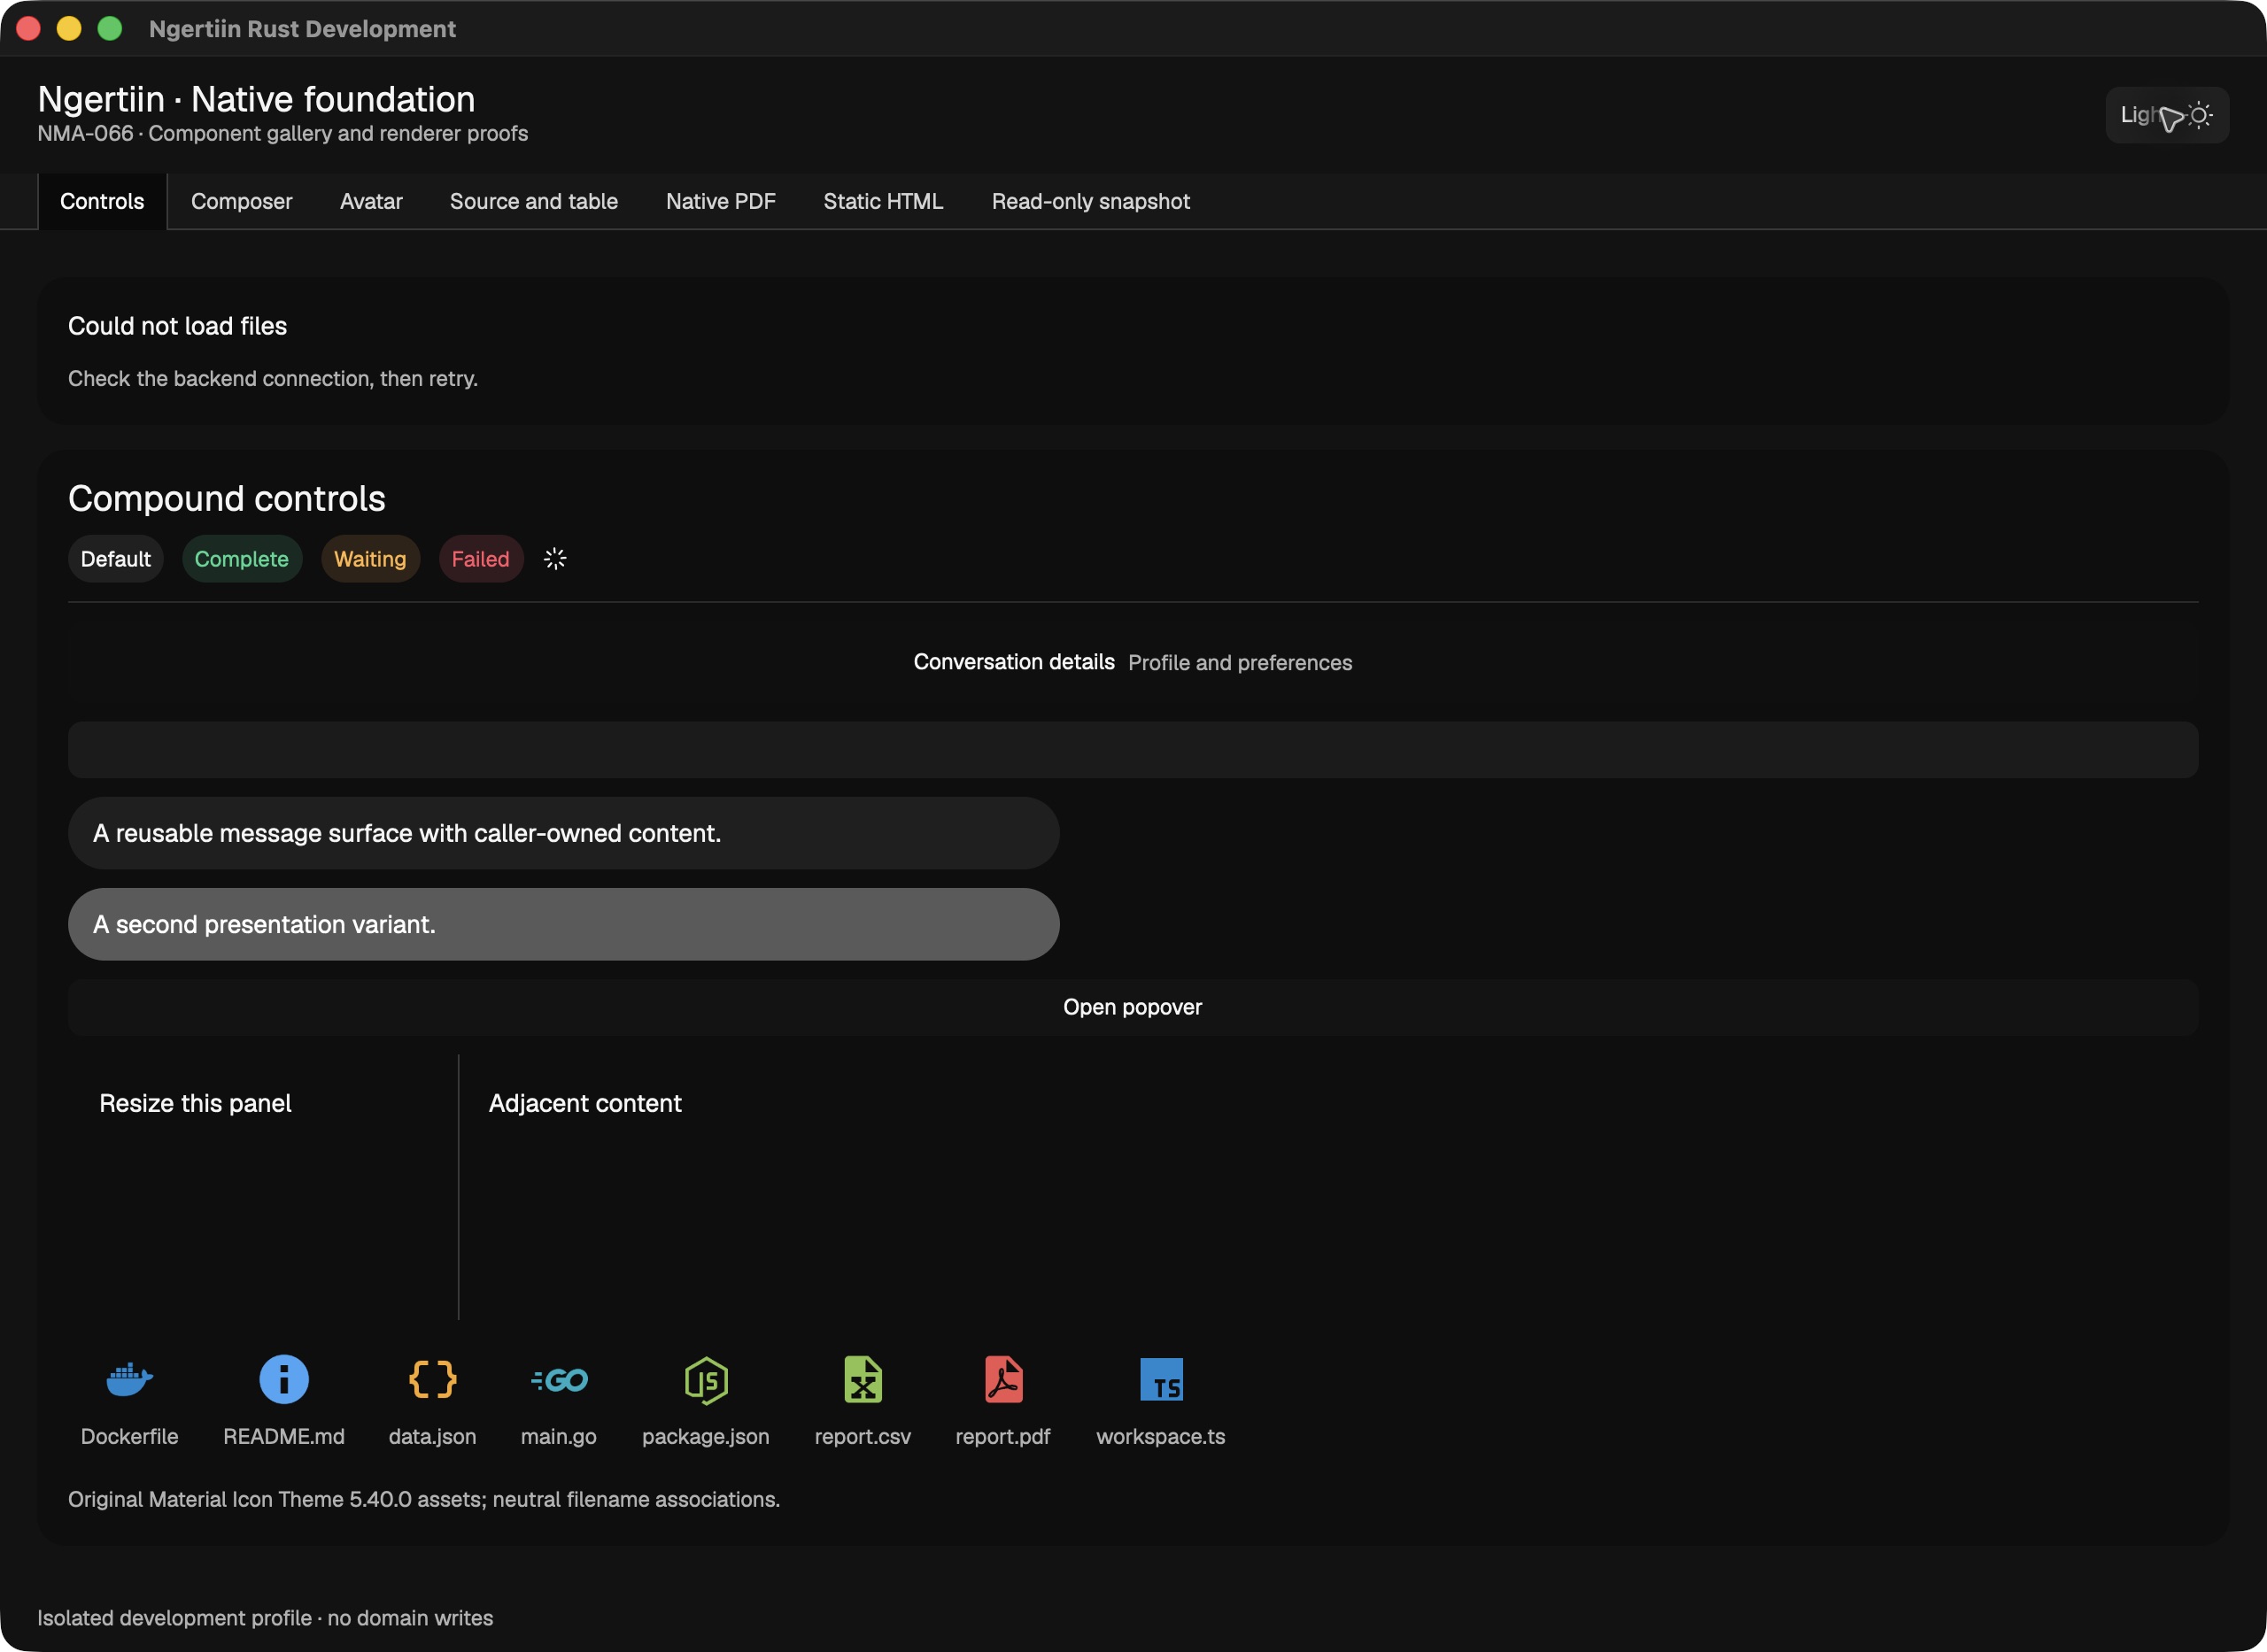 Ngertiin Rust Development
Ngertiin · Native foundation
NMA-066 · Component gallery and renderer proofs
Controls
Composer
Avatar
Source and table
Native PDF
Static HTML
Read-only snapshot
Could not load files
Check the backend connection, then retry.
Compound controls
Default
Complete
Waiting
Failed
Conversation details Profile and preferences
A reusable message surface with caller-owned content.
A second presentation variant.
Open popover
Resize this panel
Adjacent content
GO
JS
TS
Dockerfile
README.md
data.json
main.go
package.json
report.csv
report.pdf
workspace.ts
Original Material Icon Theme 5.40.0 assets; neutral filename associations.
Isolated development profile · no domain writes